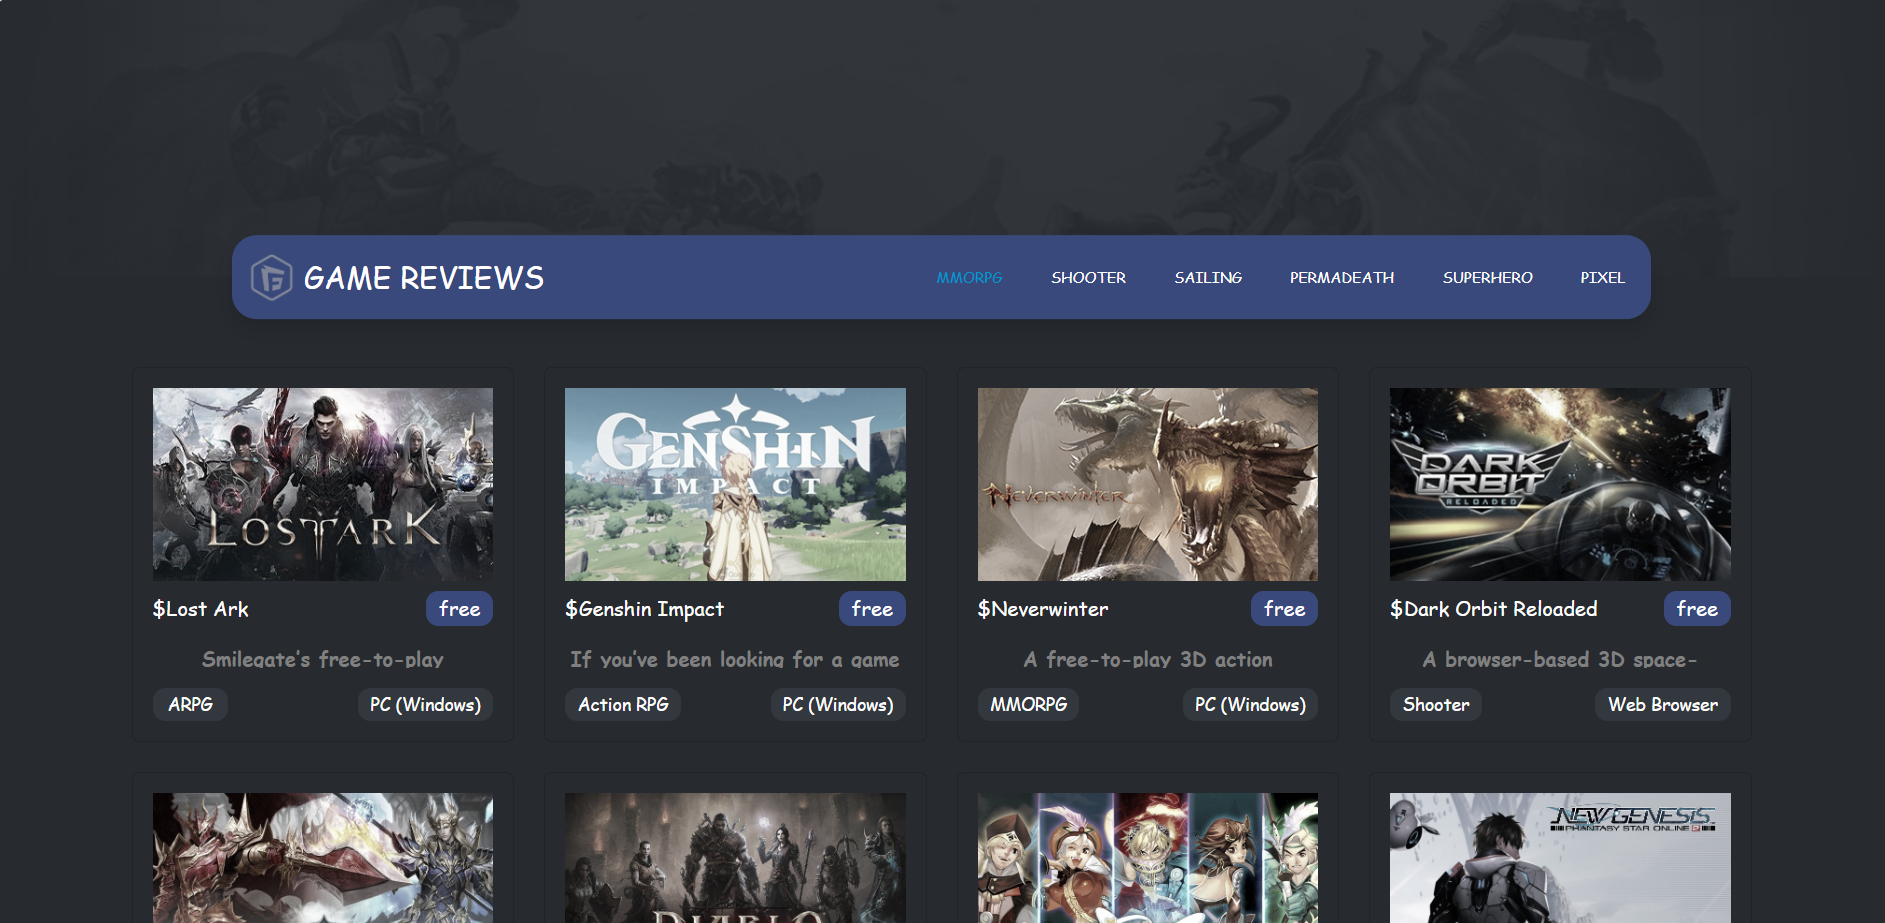 GAME REVIEWS
MMORPG SHOOTER SAILING PERMADEATH SUPERHERO PIXEL
LOST ARK
GENSHIN
IMPACT
NEVERWINTER
DARK
ORBIT
RELOADED
$Lost Ark free
$Genshin Impact free
$Neverwinter free
$Dark Orbit Reloaded free
Smilegate's free-to-play
If you've been looking for a game
A free-to-play 3D action
A browser-based 3D space-
ARPG PC (Windows)
Action RPG PC (Windows)
MMORPG PC (Windows)
Shooter Web Browser
DIABLO
NEW GENESIS
PHANTASY STAR ONLINE 2